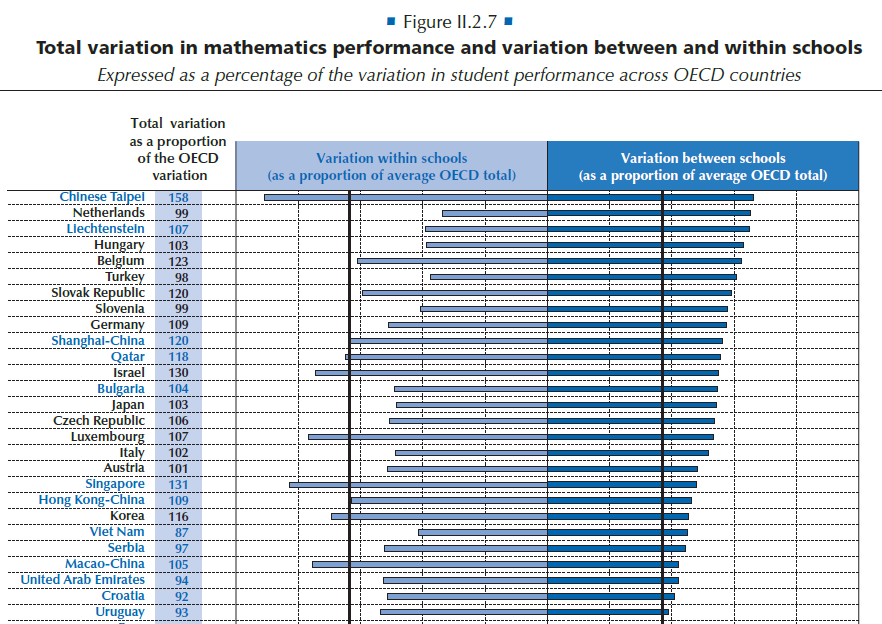 Figure II.2.7
Total variation in mathematics performance and variation between and within schools
Expressed as a percentage of the variation in student performance across OECD countries
Total variation
as a proportion
of the OECD
variation
Variation within schools
(as a proportion of average OECD total)
Variation between schools
(as a proportion of average OECD total)
Chinese Taipei 158
Netherlands 99
Liechtenstein 107
Hungary 103
Belgium 123
Turkey 98
Slovak Republic 120
Slovenia 99
Germany 109
Shanghai-China 120
Qatar 118
Israel 130
Bulgaria 104
Japan 103
Czech Republic 106
Luxembourg 107
Italy 102
Austria 101
Singapore 131
Hong Kong-China 109
Korea 116
Viet Nam 87
Serbia 97
Macao-China 105
United Arab Emirates 94
Croatia 92
Uruguay 93